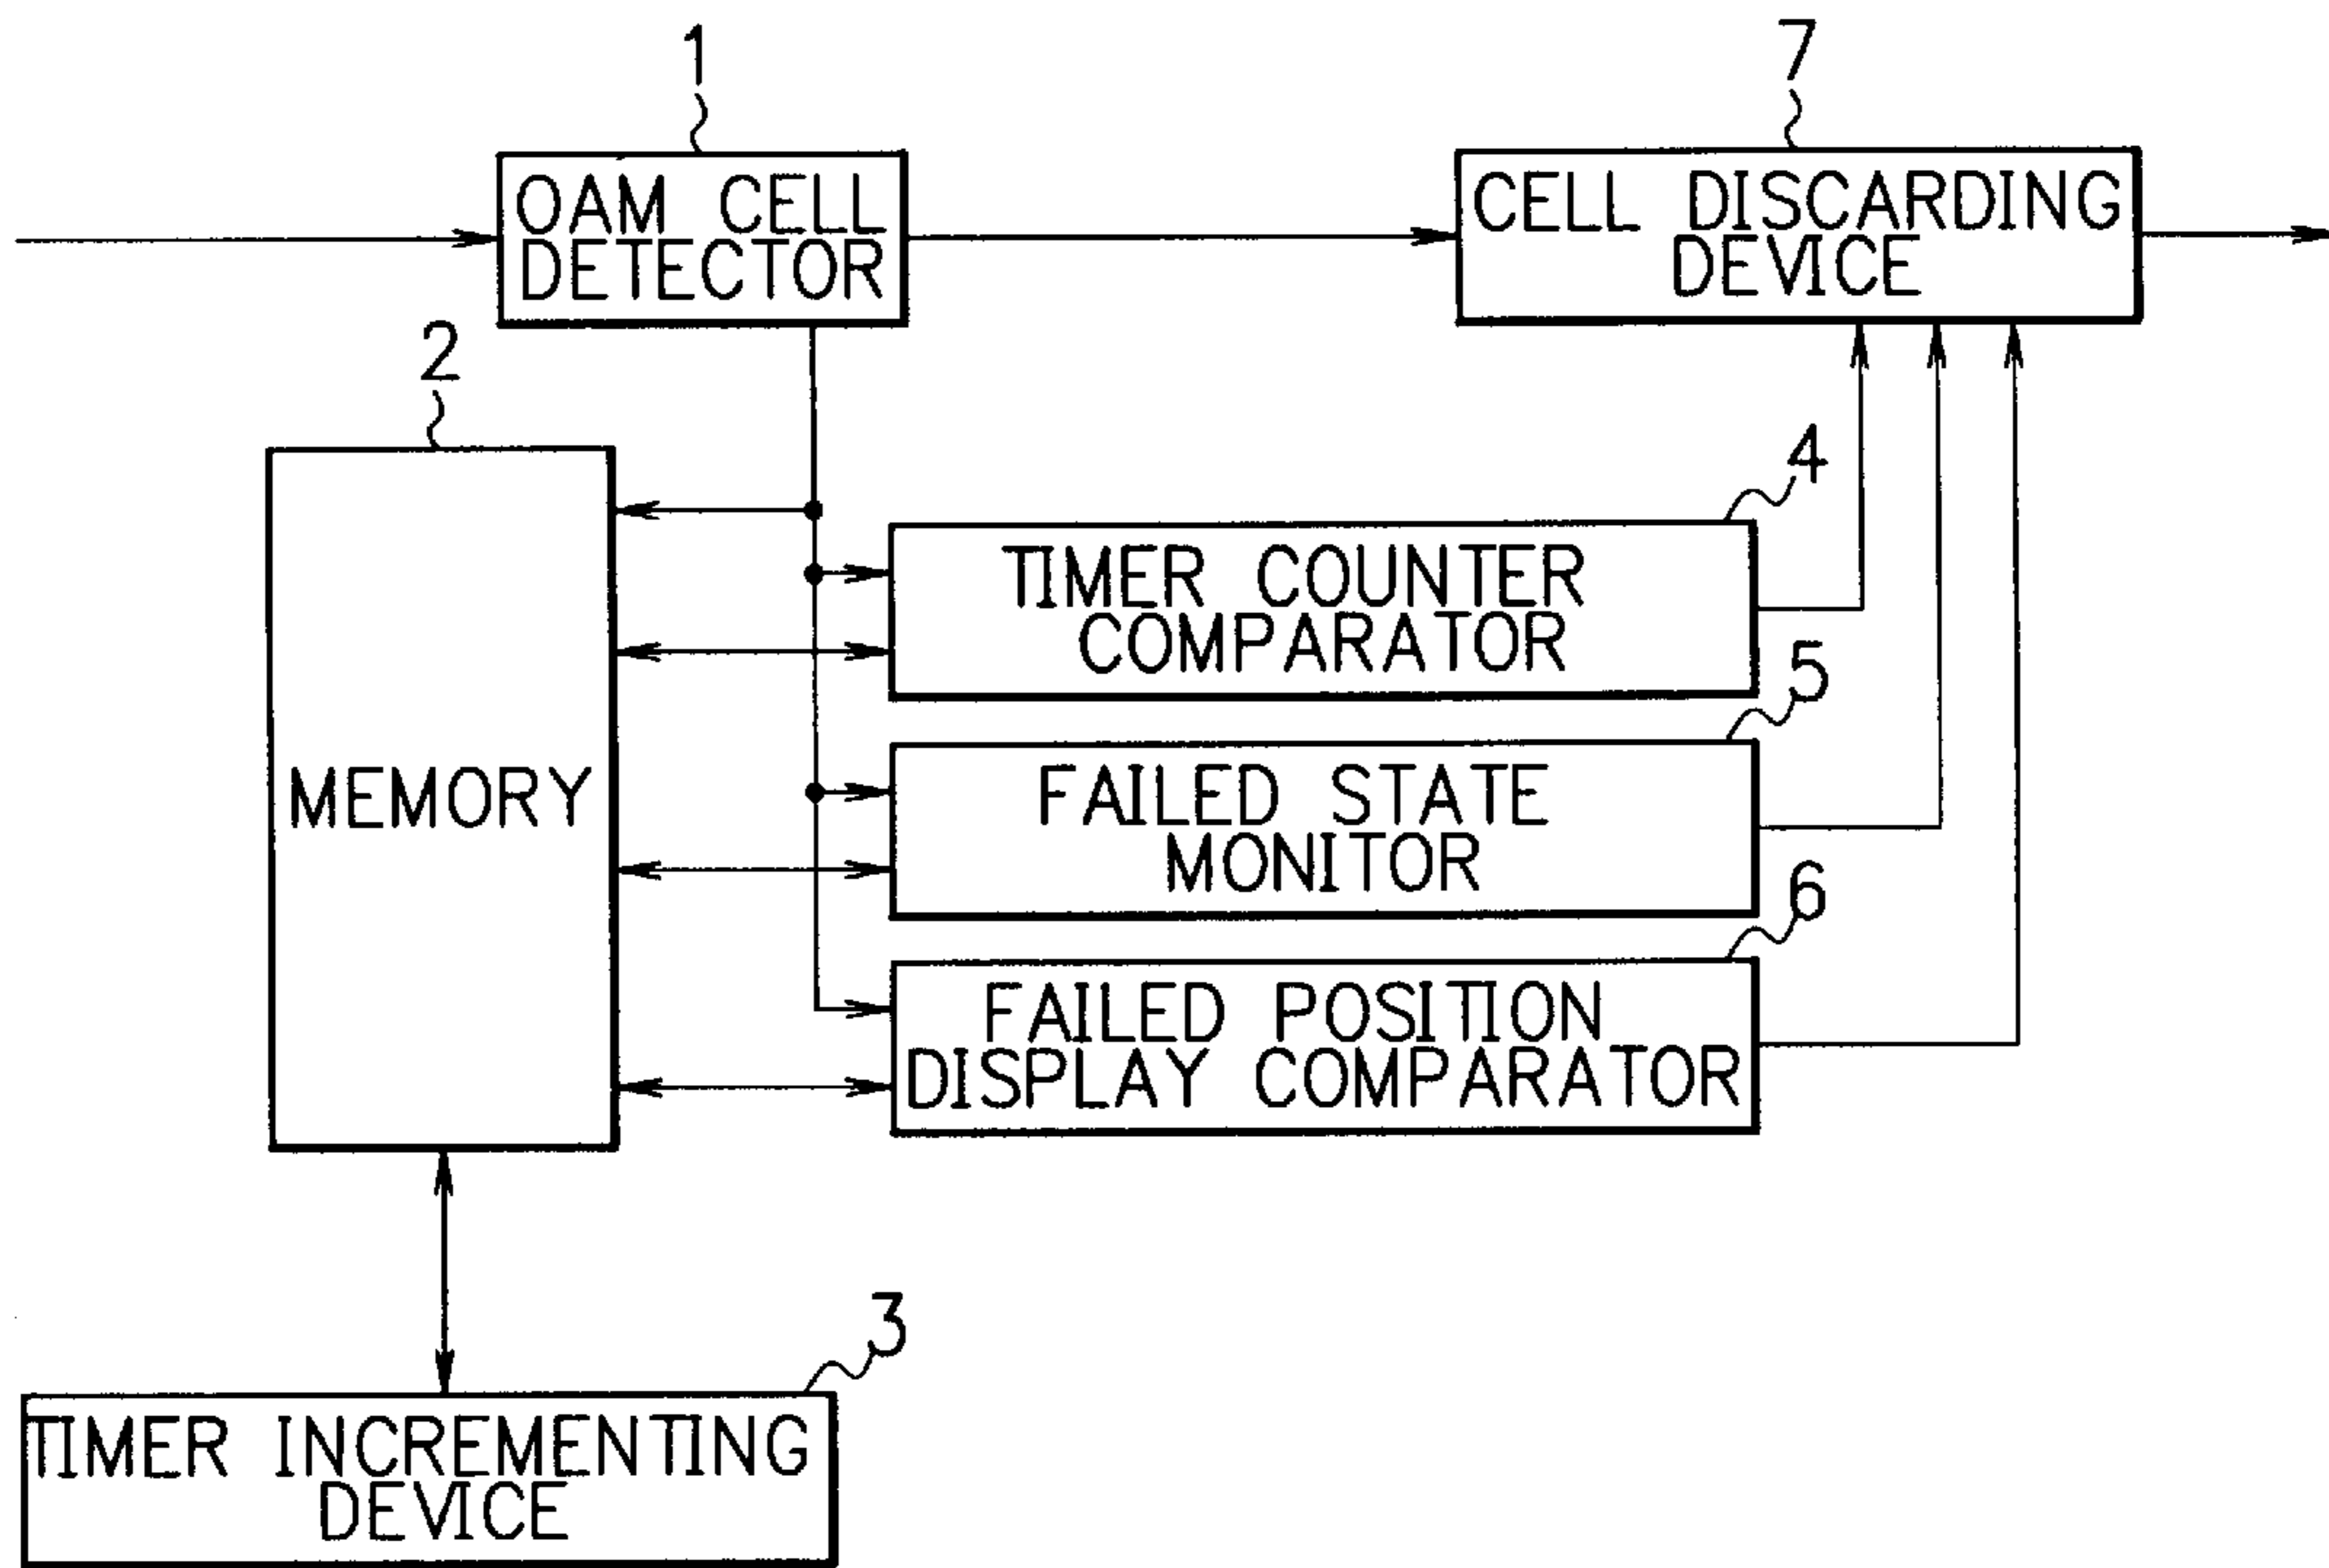 1
7
OAM CELL
DETECTOR
CELL DISCARDING
DEVICE
2
4
TIMER COUNTER
COMPARATOR
5
MEMORY
FAILED STATE
MONITOR
6
FAILED POSITION
DISPLAY COMPARATOR
3
TIMER INCREMENTING
DEVICE